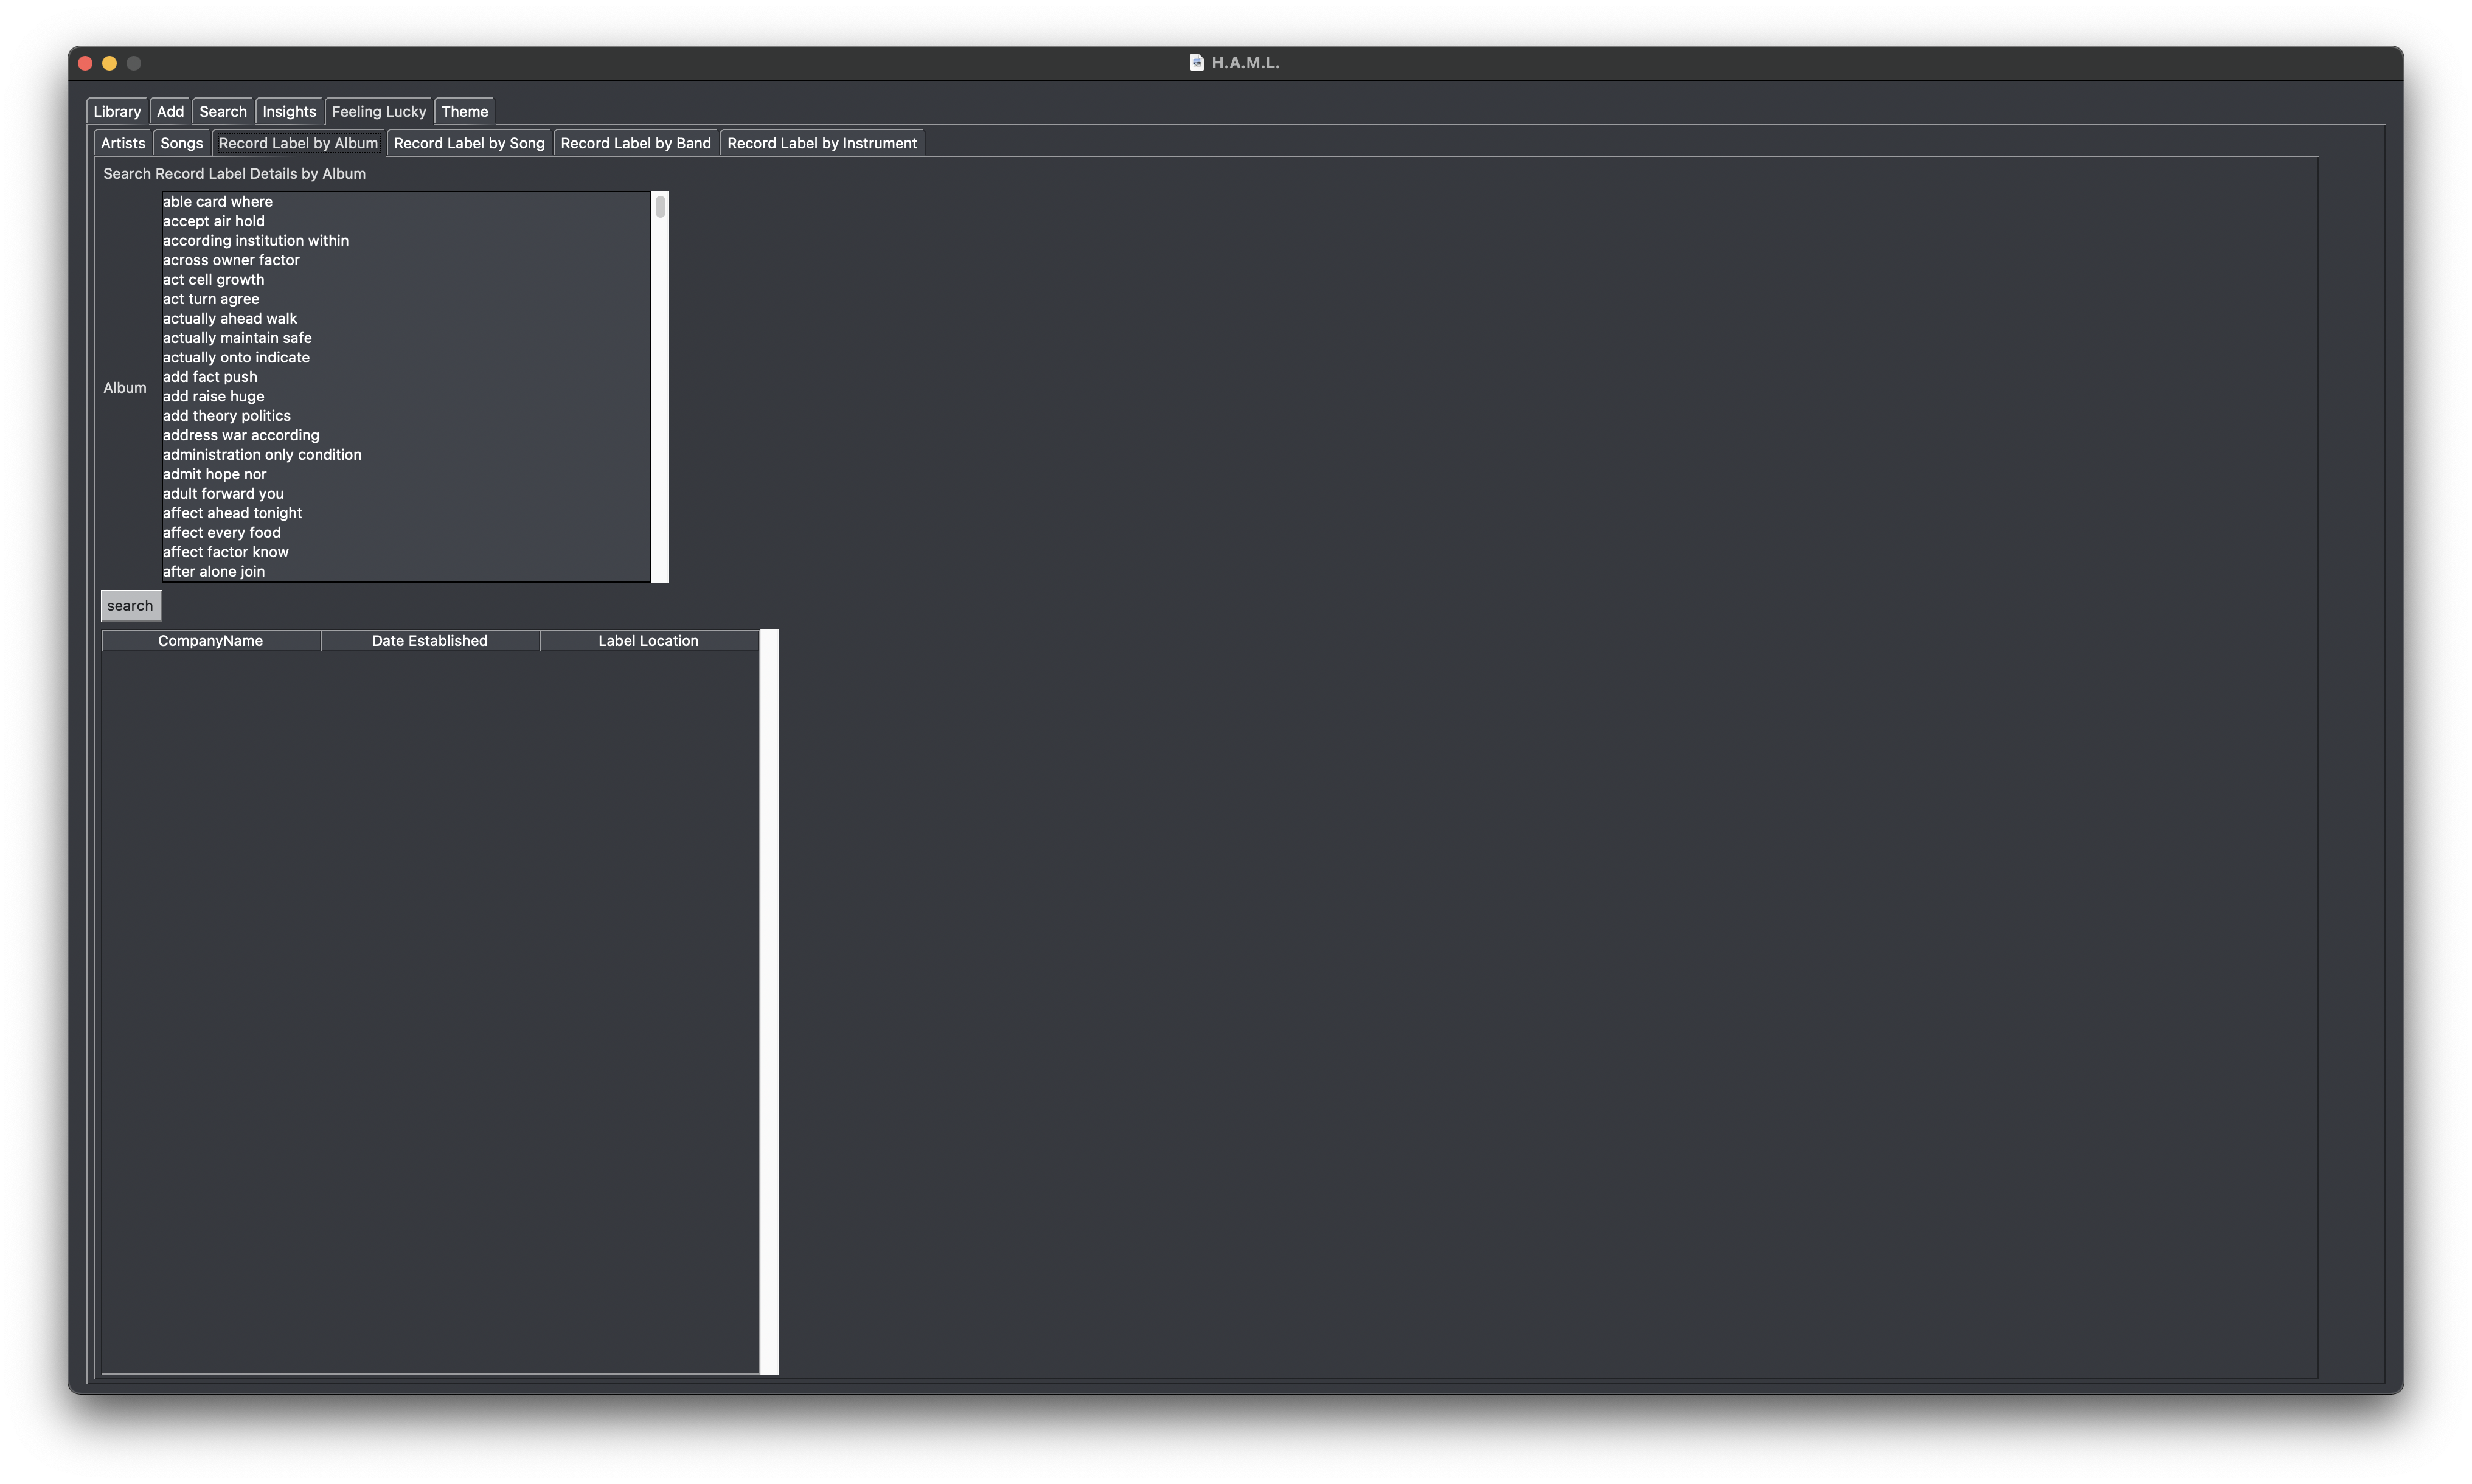 H.A.M.L.
Library Add Search Insights Feeling Lucky Theme
Artists Songs Record Label by Album Record Label by Song Record Label by Band Record Label by Instrument
Search Record Label Details by Album
able card where
accept air hold
according institution within
across owner factor
act cell growth
act turn agree
actually ahead walk
actually maintain safe
actually onto indicate
add fact push
Album
add raise huge
add theory politics
address war according
administration only condition
admit hope nor
adult forward you
affect ahead tonight
affect every food
affect factor know
after alone join
search
CompanyName Date Established Label Location